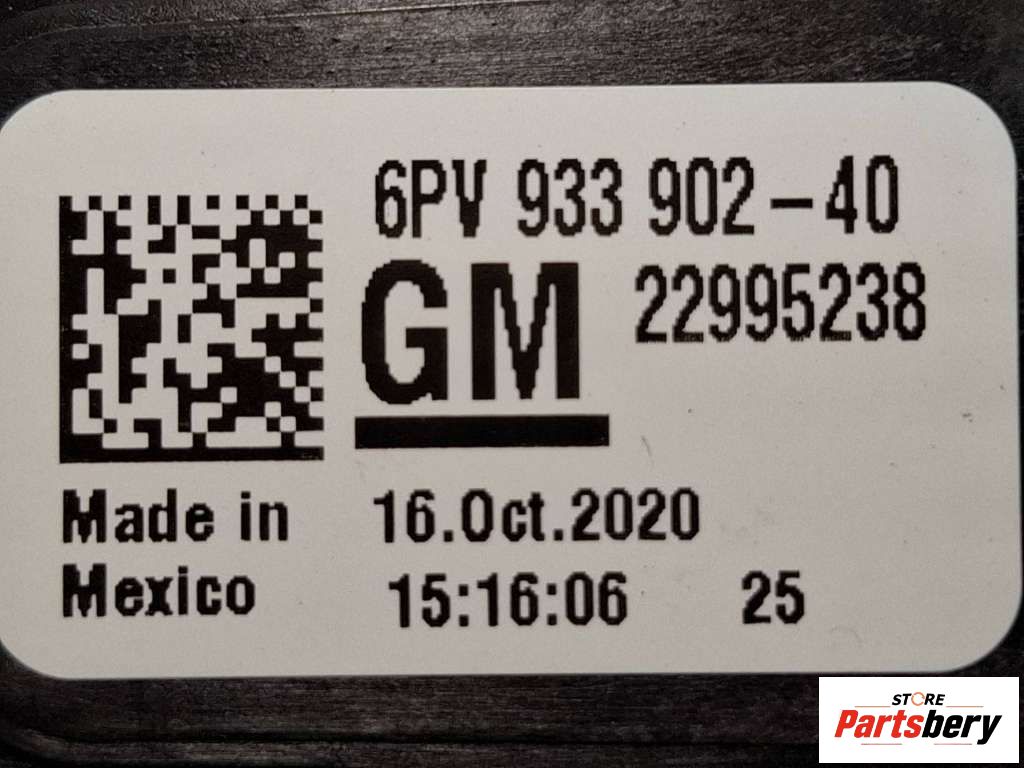 6PV 933 902-40
GM 22995238
Made in 16.Oct.2020
Mexico 15:16:06 25
STORE
Partsbery